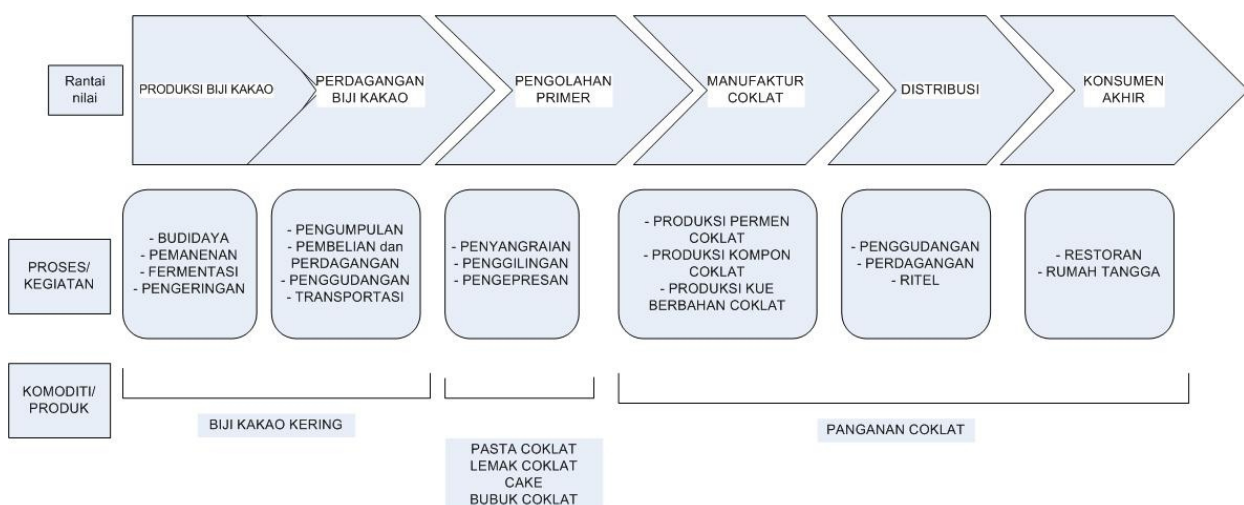 Rantai
nilai
PRODUKSI BIJI KAKAO
PERDAGANGAN
BIJI KAKAO
PENGOLAHAN
PRIMER
MANUFAKTUR
COKLAT
DISTRIBUSI
KONSUMEN
AKHIR
PROSES/
KEGIATAN
- BUDIDAYA
- PEMANENAN
- FERMENTASI
- PENGERINGAN
- PENGUMPULAN
- PEMBELIAN dan
PERDAGANGAN
- PENGGUDANGAN
- TRANSPORTASI
- PENYANGRAIAN
- PENGGILINGAN
- PENGEPRESAN
- PRODUKSI PERMEN
COKLAT
- PRODUKSI KOMPON
COKLAT
- PRODUKSI KUE
BERBAHAN COKLAT
- PENGGUDANGAN
- PERDAGANGAN
- RITEL
- RESTORAN
- RUMAH TANGGA
KOMODITI/
PRODUK
BIJI KAKAO KERING
PASTA COKLAT
LEMAK COKLAT
CAKE
BUBUK COKLAT
PANGANAN COKLAT